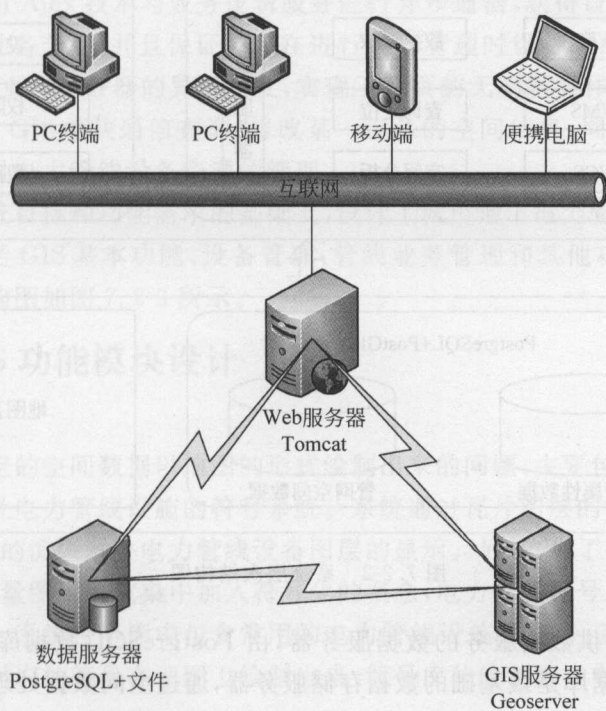 PC终端
PC终端
移动端
便携电脑
互联网
Web服务器
Tomcat
数据服务器
PostgreSQL+文件
GIS服务器
Geoserver